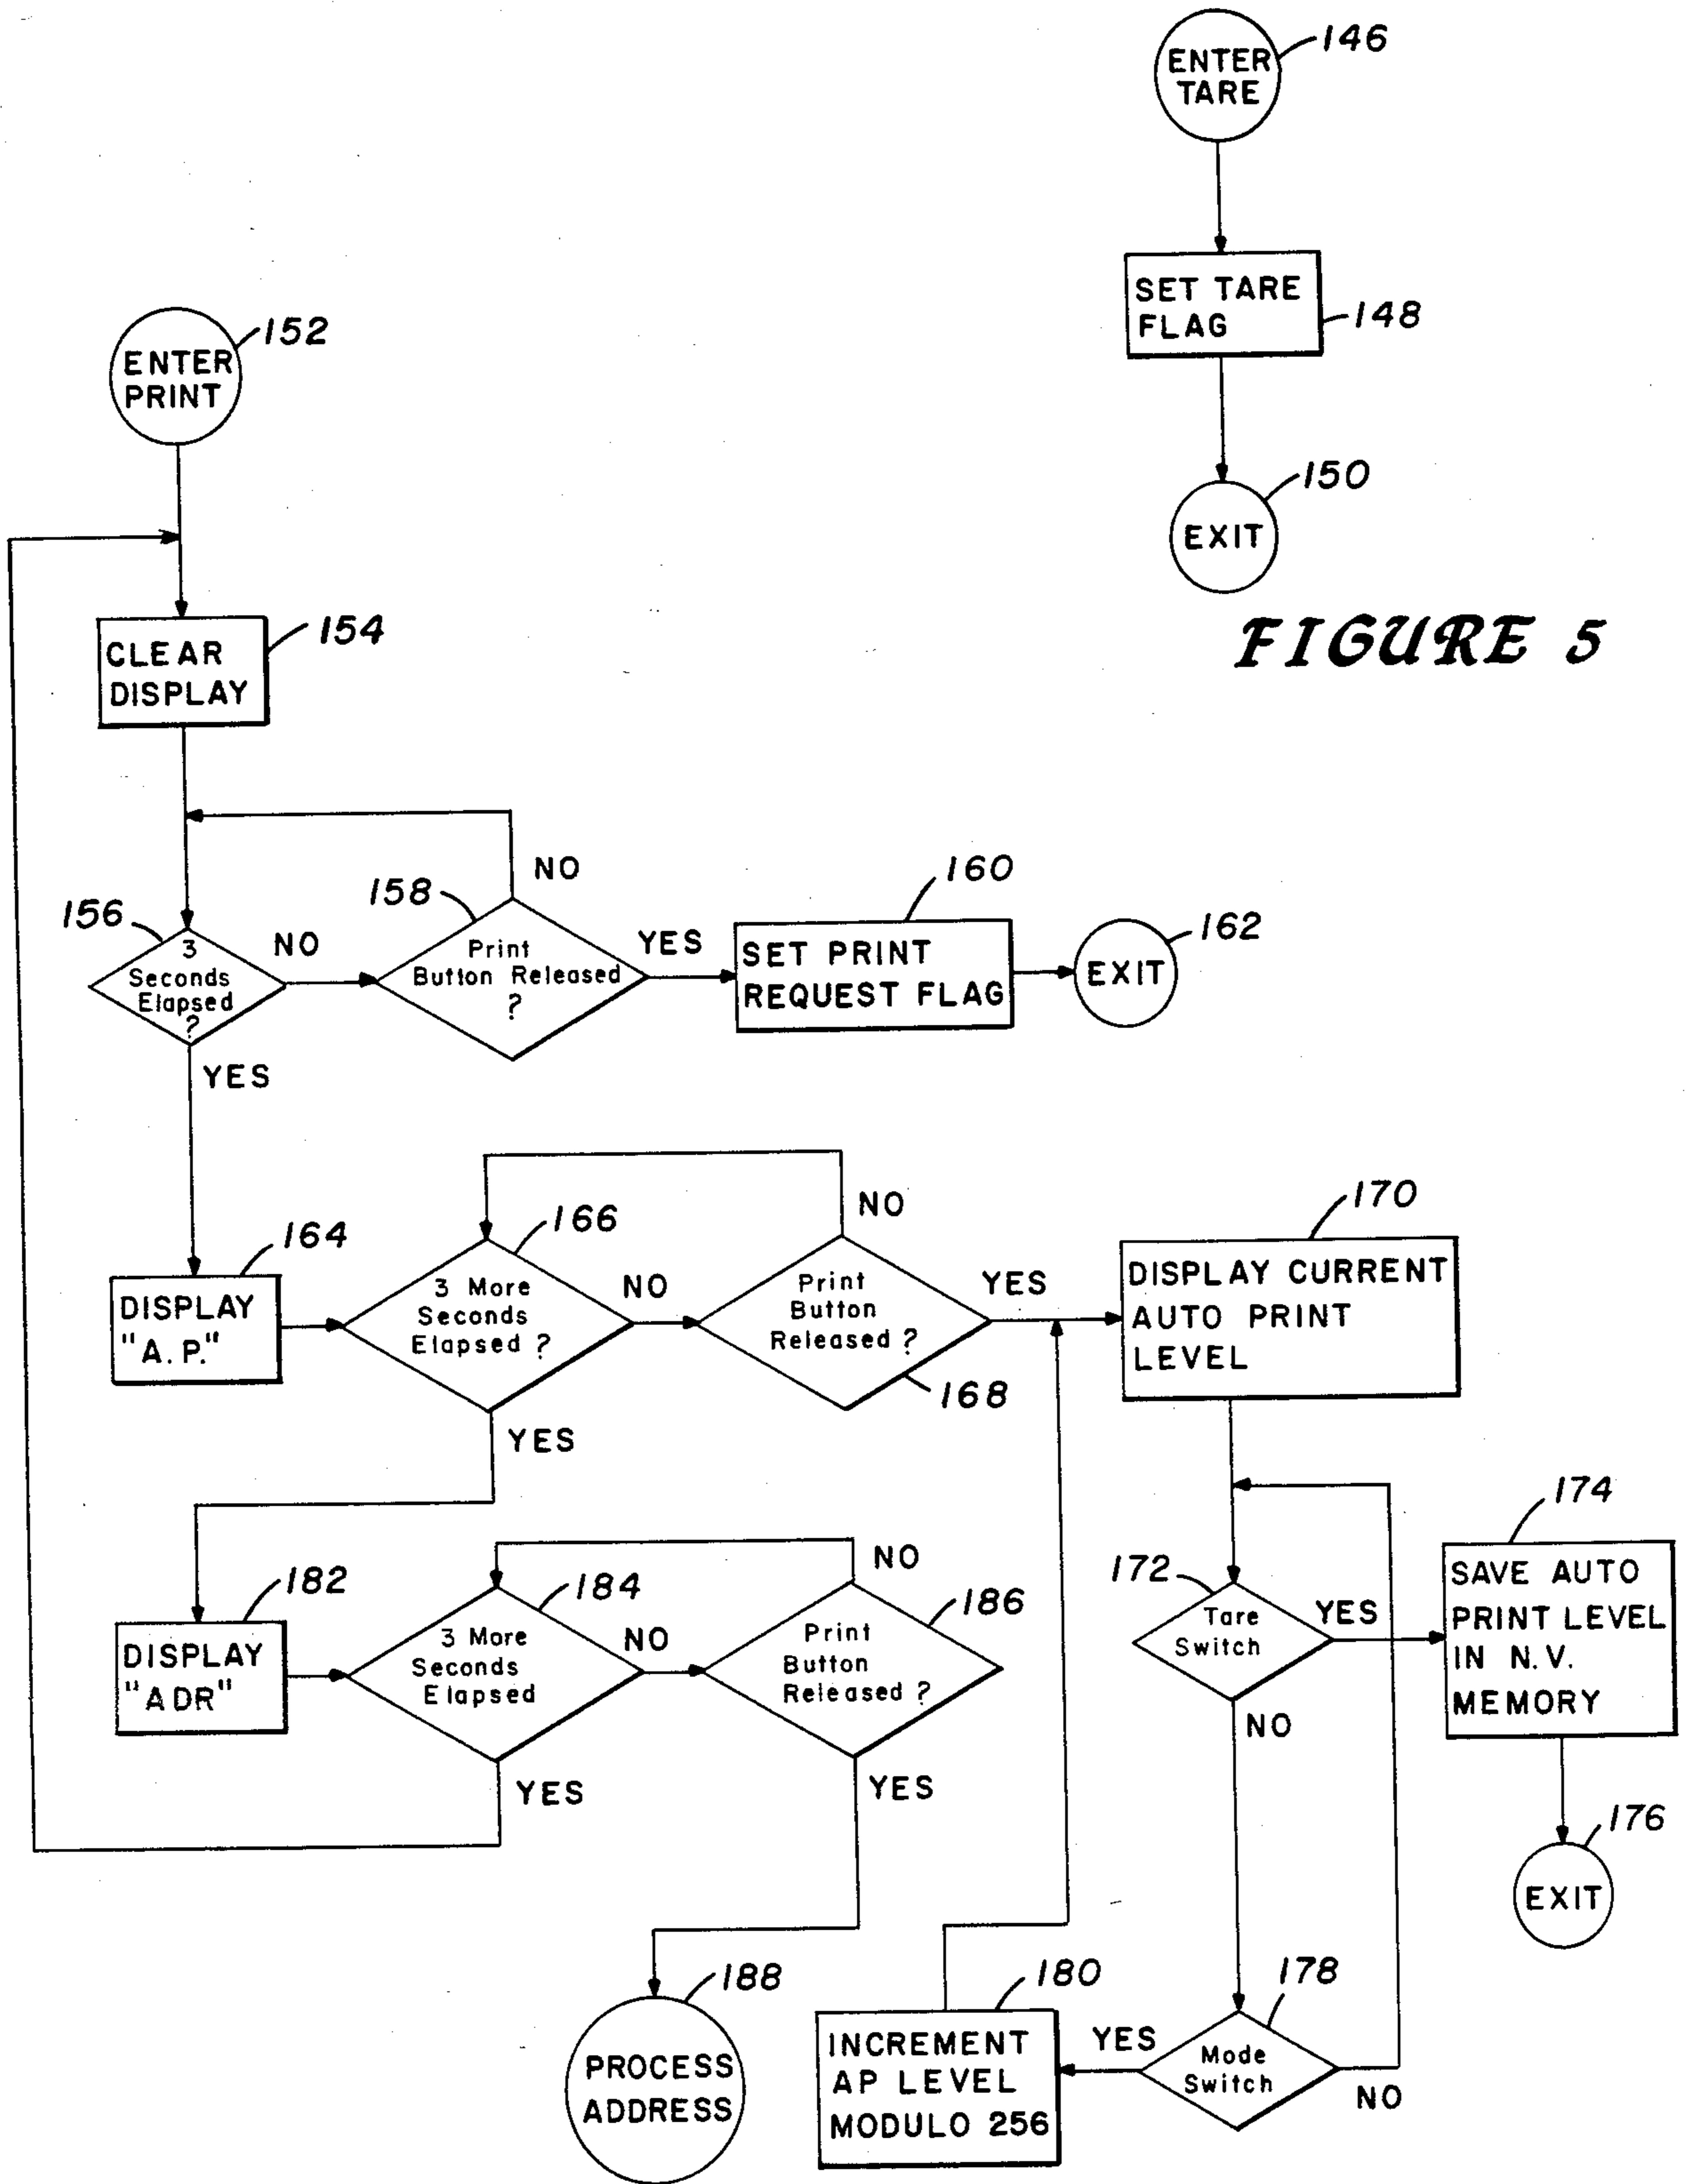 ENTER
TARE
146
SET TARE
FLAG
148
EXIT
150
FIGURE 5
ENTER
PRINT
152
CLEAR
DISPLAY
154
156
3
Seconds
Elapsed
?
NO
YES
158
Print
Button Released
?
NO
YES
160
SET PRINT
REQUEST FLAG
EXIT
162
164
DISPLAY
"A.P."
166
3 More
Seconds
Elapsed ?
NO
YES
Print
Button
Released ?
168
NO
YES
170
DISPLAY CURRENT
AUTO PRINT
LEVEL
172
Tare
Switch
YES
NO
174
SAVE AUTO
PRINT LEVEL
IN N.V.
MEMORY
176
EXIT
182
DISPLAY
"ADR"
184
3 More
Seconds
Elapsed
NO
YES
186
Print
Button
Released ?
NO
YES
188
PROCESS
ADDRESS
180
INCREMENT
AP LEVEL
MODULO 256
178
Mode
Switch
YES
NO